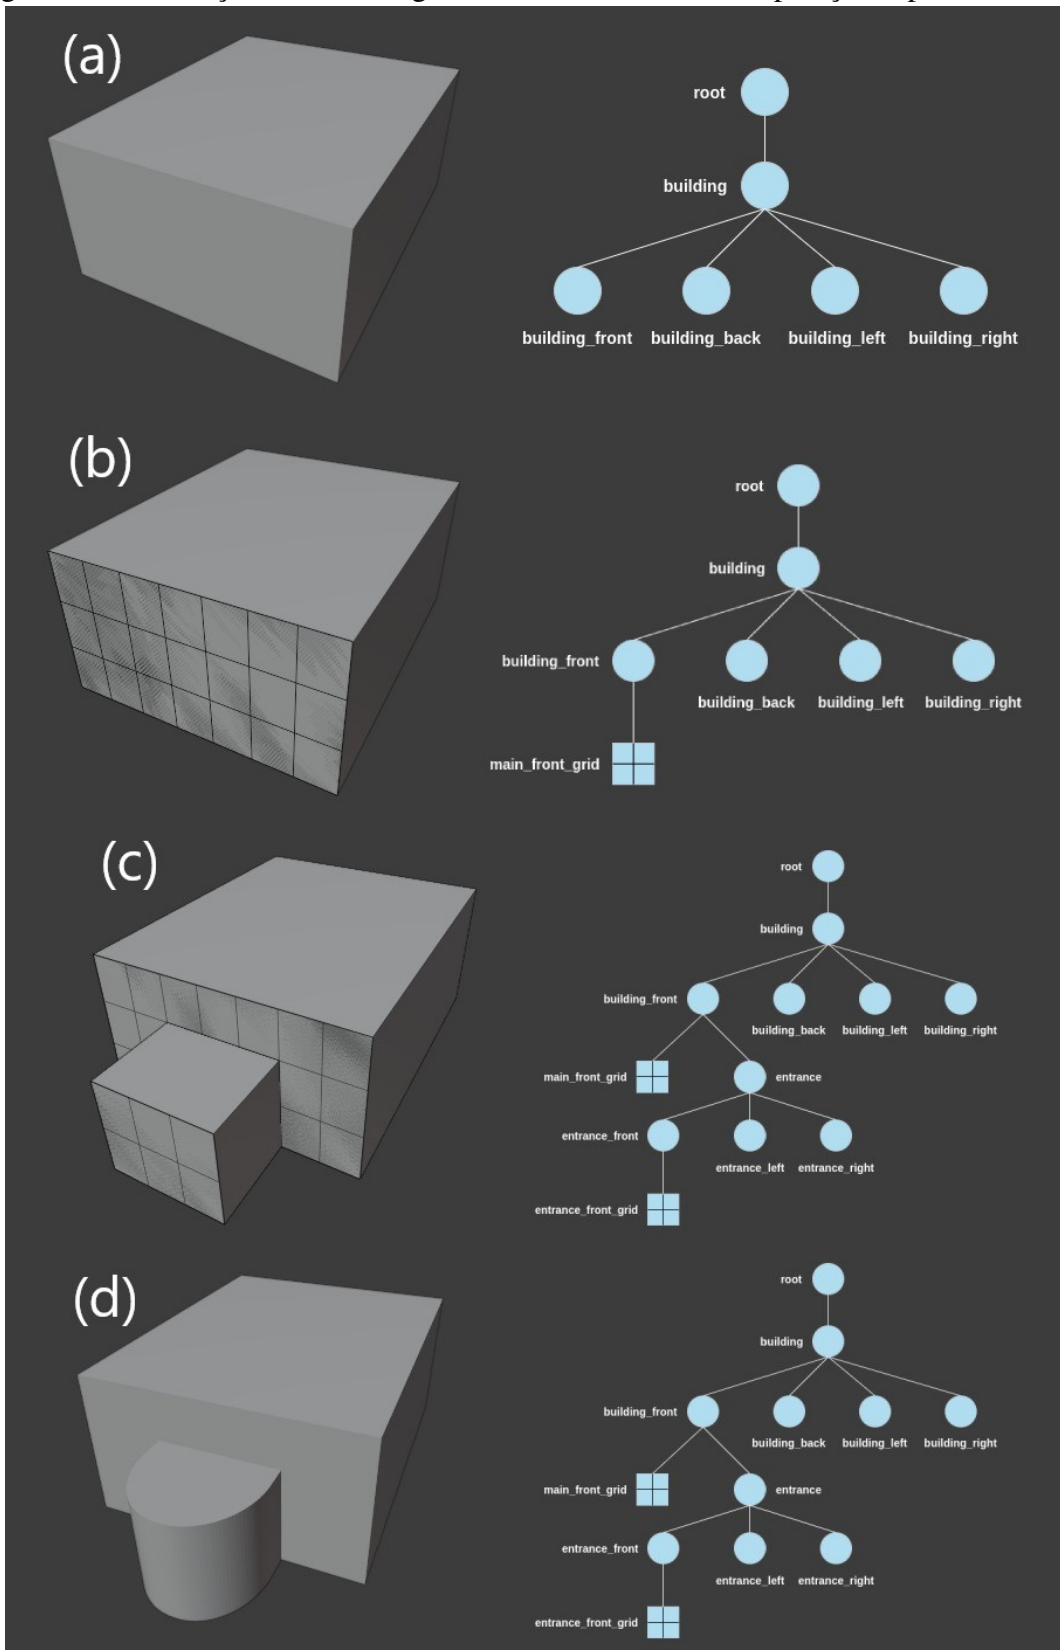 (a)
root
building
building_front building_back building_left building_right
(b)
root
building
building_front
building_back building_left building_right
main_front_grid
(c)
root
building
building_front
building_back building_left building_right
main_front_grid
entrance
entrance_front
entrance_left entrance_right
entrance_front_grid
(d)
root
building
building_front
building_back building_left building_right
main_front_grid
entrance
entrance_front
entrance_left entrance_right
entrance_front_grid